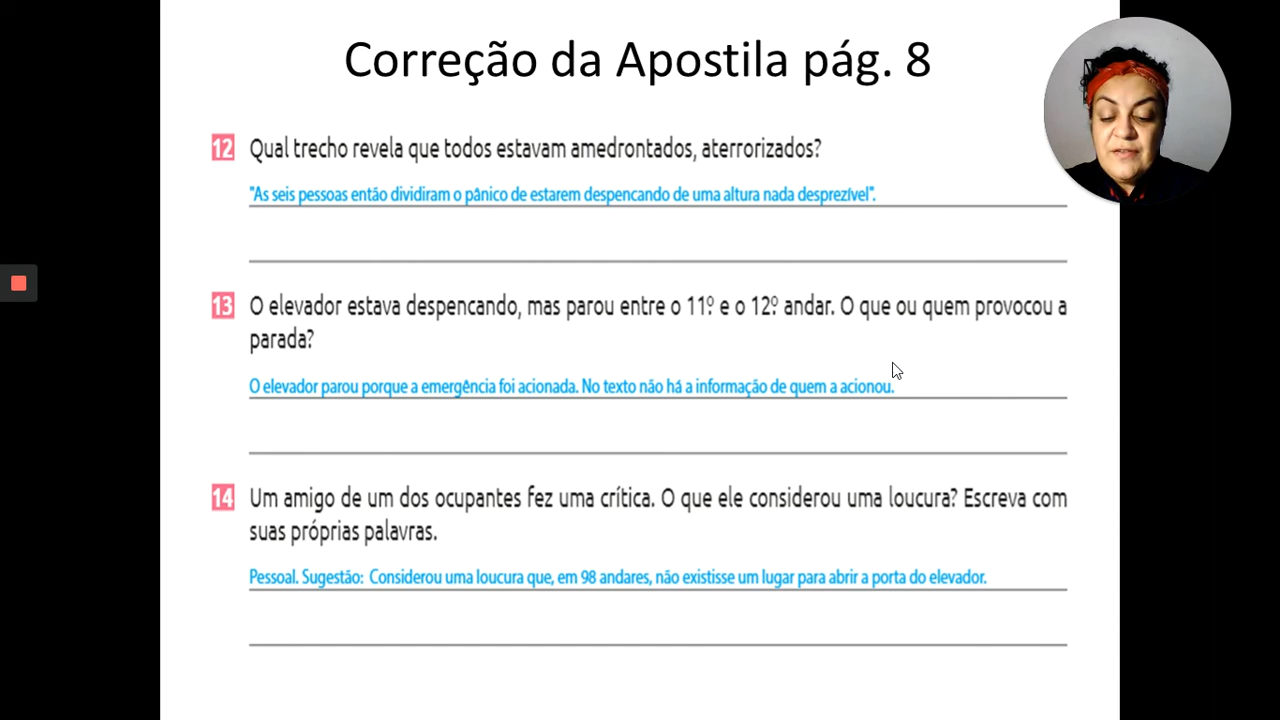 Correção da Apostila pág. 8
12 Qual trecho revela que todos estavam amedrontados, aterrorizados?
"As seis pessoas então dividiram o pânico de estarem despencando de uma altura nada desprezível".
13 O elevador estava despencando, mas parou entre o 11º e o 12º andar. O que ou quem provocou a
parada?
O elevador parou porque a emergência foi acionada. No texto não há a informação de quem a acionou.
14 Um amigo de um dos ocupantes fez uma crítica. O que ele considerou uma loucura? Escreva com
suas próprias palavras.
Pessoal. Sugestão: Considerou uma loucura que, em 98 andares, não existisse um lugar para abrir a porta do elevador.